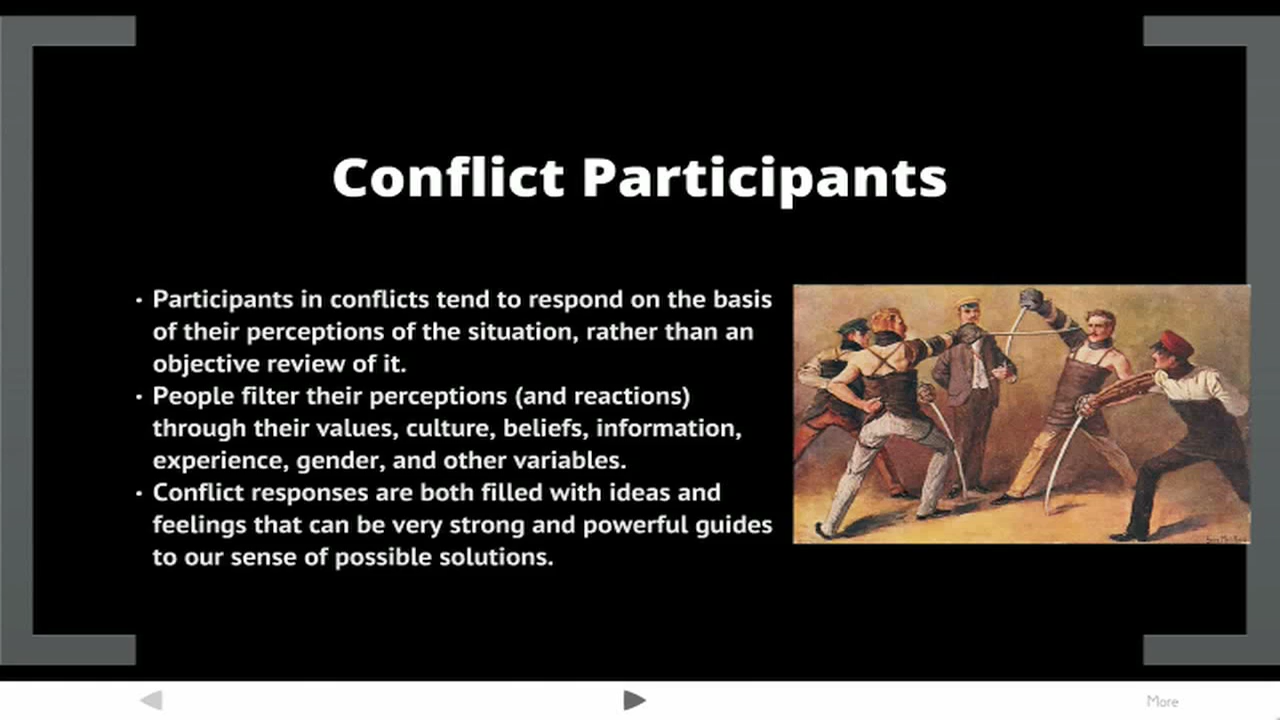 Conflict Participants
• Participants in conflicts tend to respond on the basis
of their perceptions of the situation, rather than an
objective review of it.
• People filter their perceptions (and reactions)
through their values, culture, beliefs, information,
experience, gender, and other variables.
• Conflict responses are both filled with ideas and
feelings that can be very strong and powerful guides
to our sense of possible solutions.
More